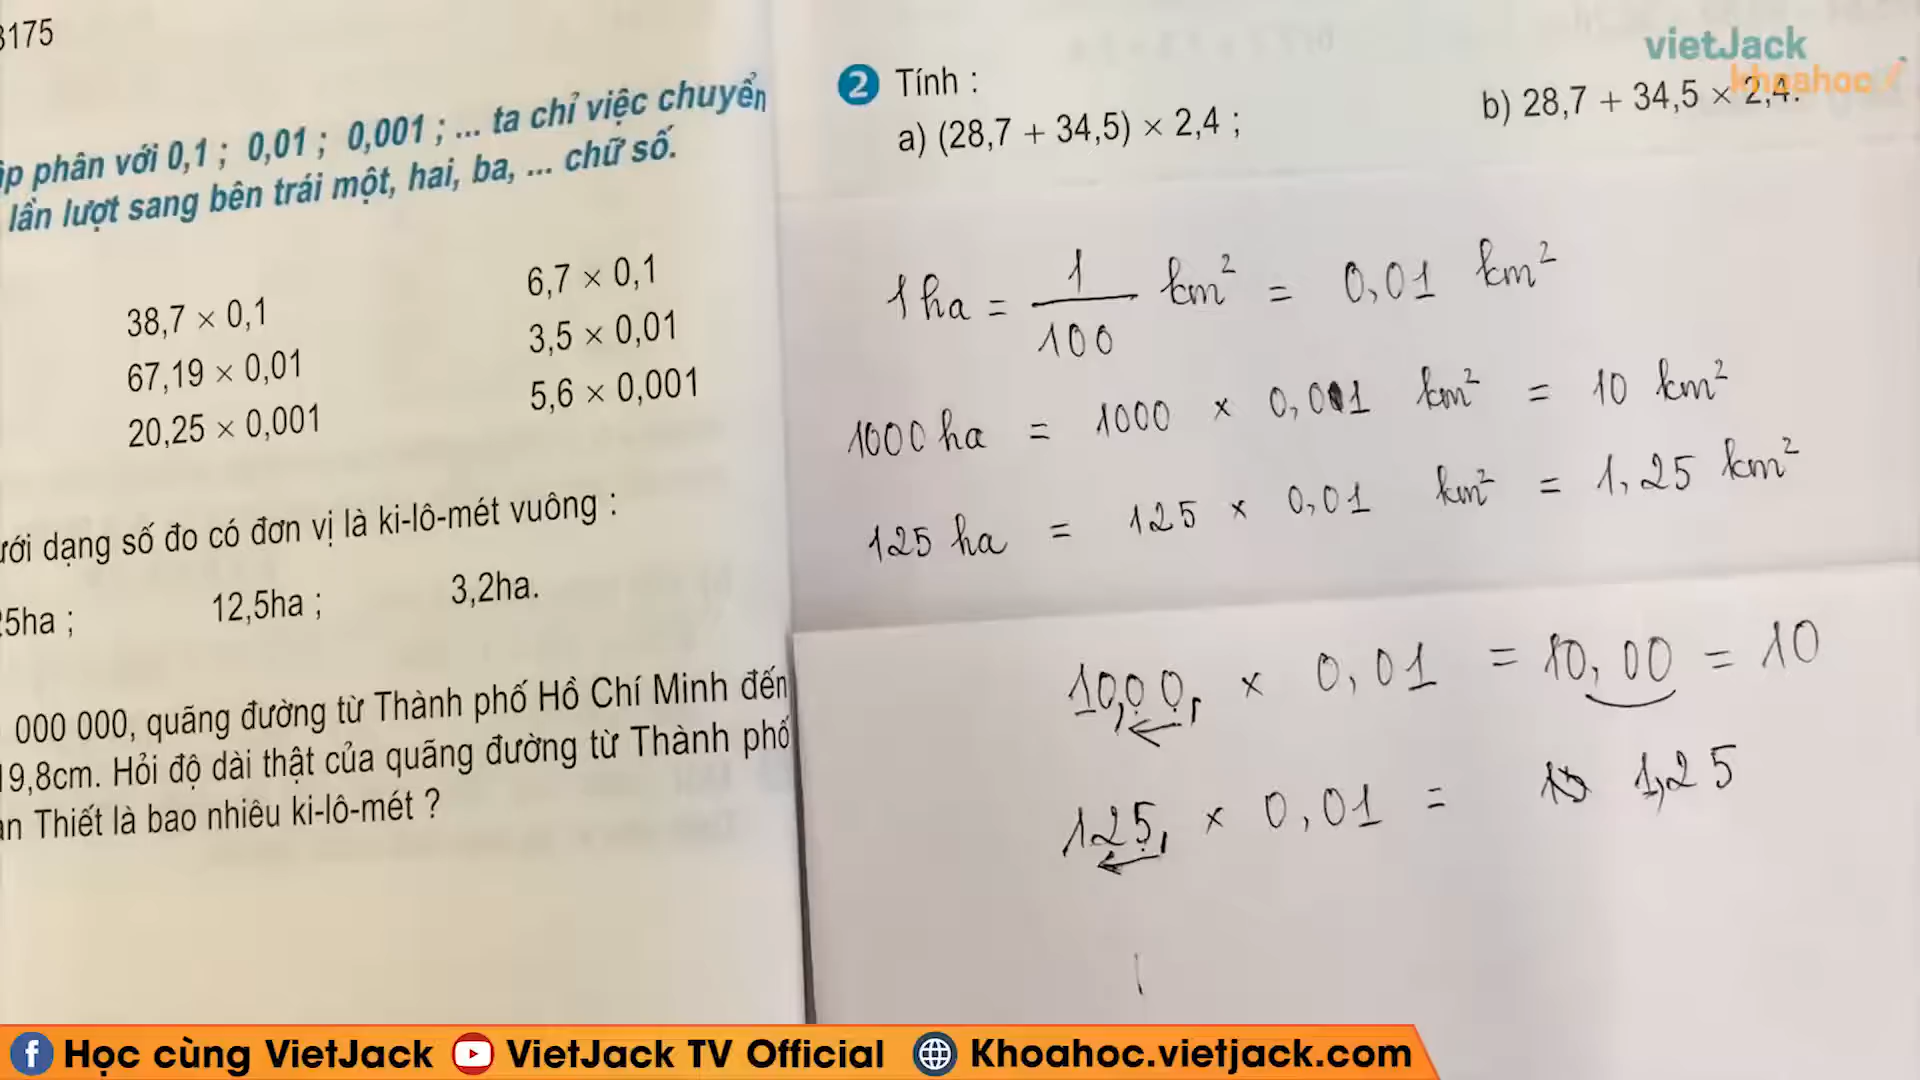 3175
vietJack
khoahoc
phân với 0,1 ; 0,01 ; 0,001 ; ... ta chỉ việc chuyển
lần lượt sang bên trái một, hai, ba, ... chữ số.
38,7 × 0,1
6,7 × 0,1
67,19 × 0,01
3,5 × 0,01
20,25 × 0,001
5,6 × 0,001
dạng số đo có đơn vị là ki-lô-mét vuông :
5ha ;
12,5ha ;
3,2ha.
000 000, quãng đường từ Thành phố Hồ Chí Minh đến
19,8cm. Hỏi độ dài thật của quãng đường từ Thành phố
Thiết là bao nhiêu ki-lô-mét ?
2 Tính :
a) (28,7 + 34,5) × 2,4 ;
b) 28,7 + 34,5 × 2,4.
1 ha = 1/100 km² = 0,01 km²
1000 ha = 1000 × 0,01 km² = 10 km²
125 ha = 125 × 0,01 km² = 1,25 km²
10,00, × 0,01 = 10,00 = 10
125, × 0,01 = 1,25
Học cùng VietJack
VietJack TV Official
Khoahoc.vietjack.com